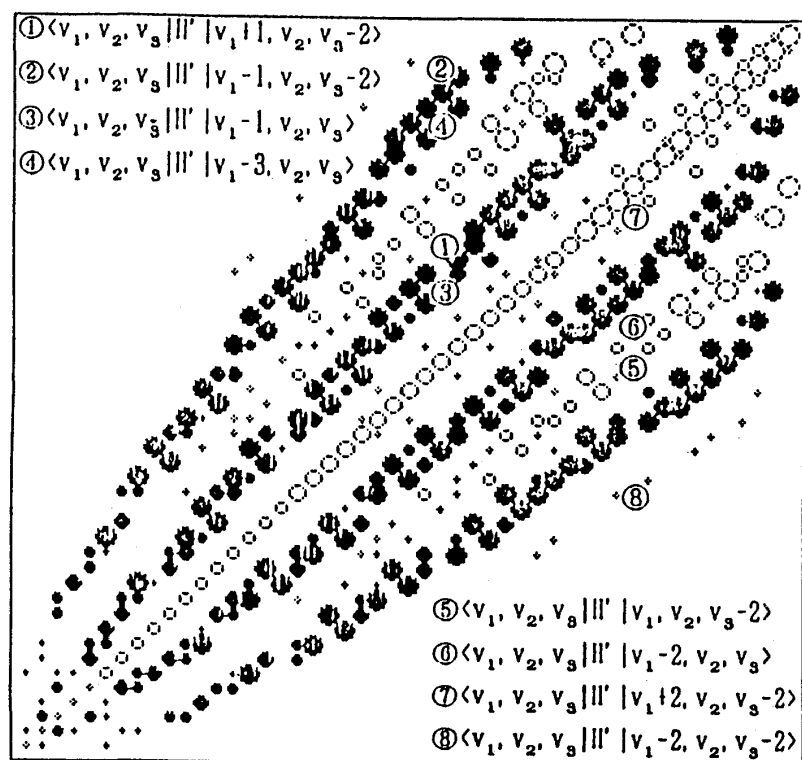 ①⟨v₁, v₂, v₃|H'|v₁+1, v₂, v₃-2⟩
②⟨v₁, v₂, v₃|H'|v₁-1, v₂, v₃-2⟩
③⟨v₁, v₂, v₃|H'|v₁-1, v₂, v₃⟩
④⟨v₁, v₂, v₃|H'|v₁-3, v₂, v₃⟩
②
④
①
③
⑦
⑥
⑤
⑧
⑤⟨v₁, v₂, v₃|H'|v₁, v₂, v₃-2⟩
⑥⟨v₁, v₂, v₃|H'|v₁-2, v₂, v₃⟩
⑦⟨v₁, v₂, v₃|H'|v₁+2, v₂, v₃-2⟩
⑧⟨v₁, v₂, v₃|H'|v₁-2, v₂, v₃-2⟩